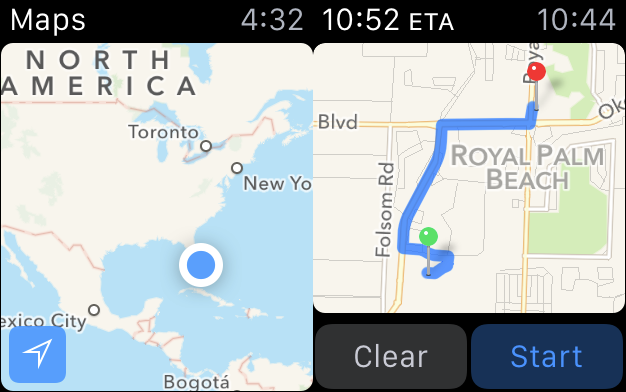 Maps 4:32
NORTH
AMERICA
Toronto
New Yo
exico City
Bogotá
10:52 ETA 10:44
Roya
Blvd
Ok
ROYAL PALM
BEACH
Folsom Rd
Clear
Start